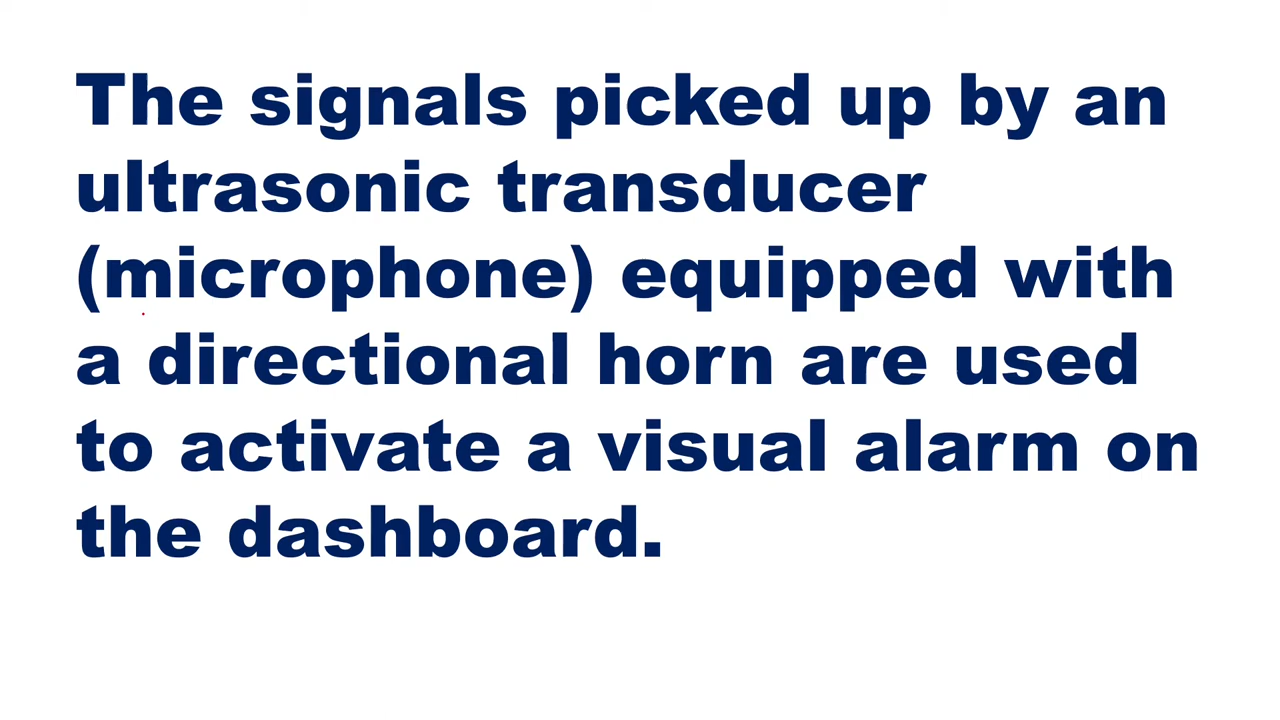 The signals picked up by an
ultrasonic transducer
(microphone) equipped with
a directional horn are used
to activate a visual alarm on
the dashboard.